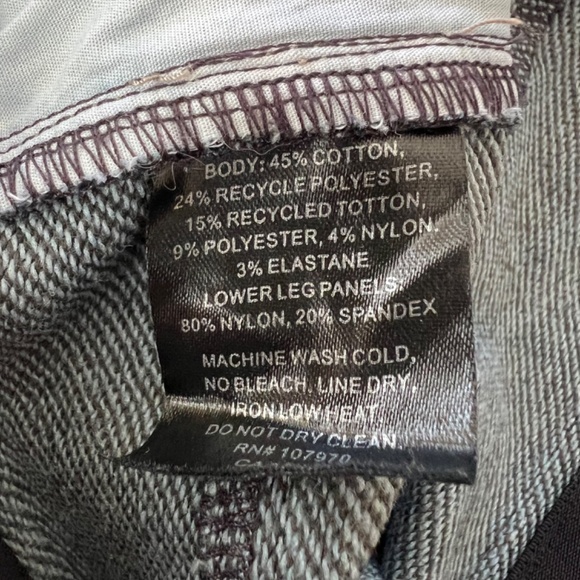 BODY: 45% COTTON,
24% RECYCLE POLYESTER,
15% RECYCLED TOTTON,
9% POLYESTER, 4% NYLON.
3% ELASTANE
LOWER LEG PANELS,
80% NYLON, 20% SPANDEX
MACHINE WASH COLD,
NO BLEACH. LINE DRY,
IRON LOW HEAT
DO NOT DRY CLEAN
RN# 107970